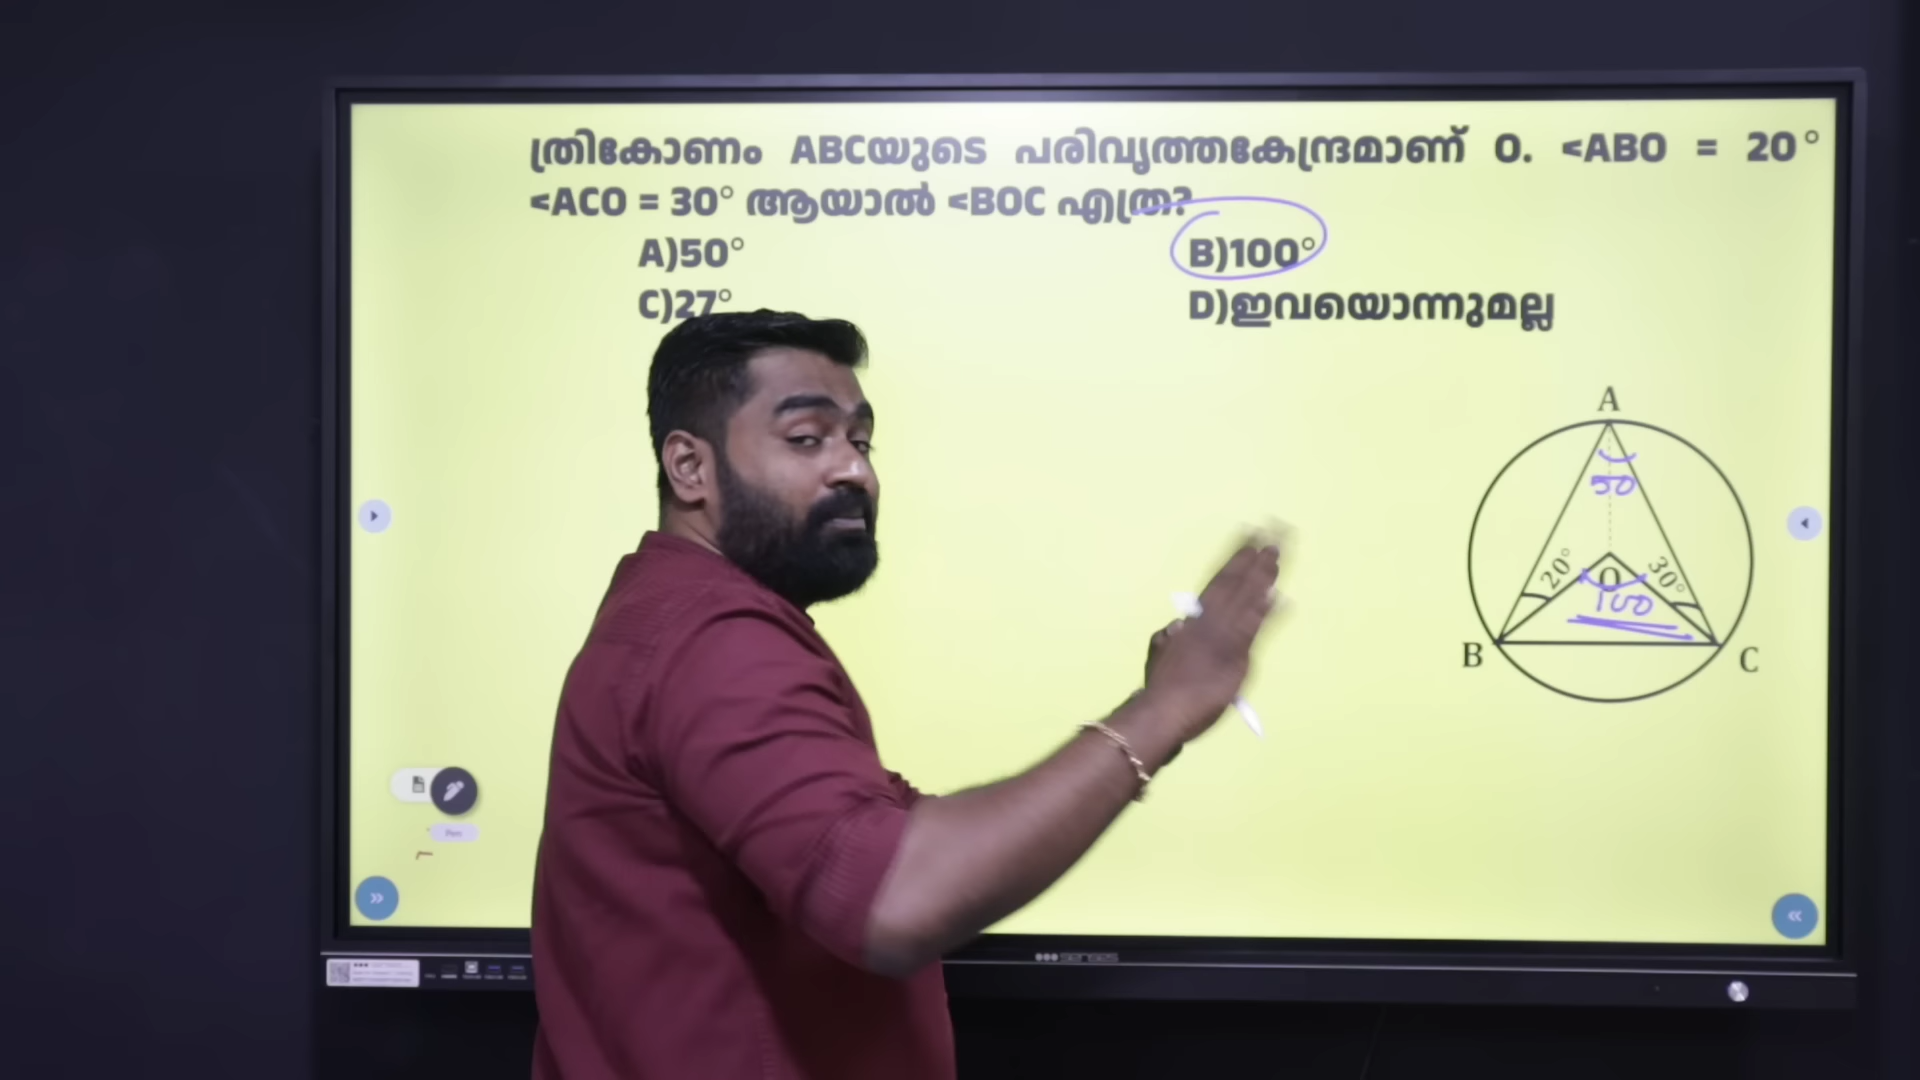 ത്രികോണം ABCയുടെ പരിവൃത്തകേന്ദ്രമാണ് O. <ABO = 20°
<ACO = 30° ആയാൽ <BOC എത്ര?
A)50° B)100°
C)27° D)ഇവയൊന്നുമല്ല
A
50
20° O 30°
100
B C
Pen